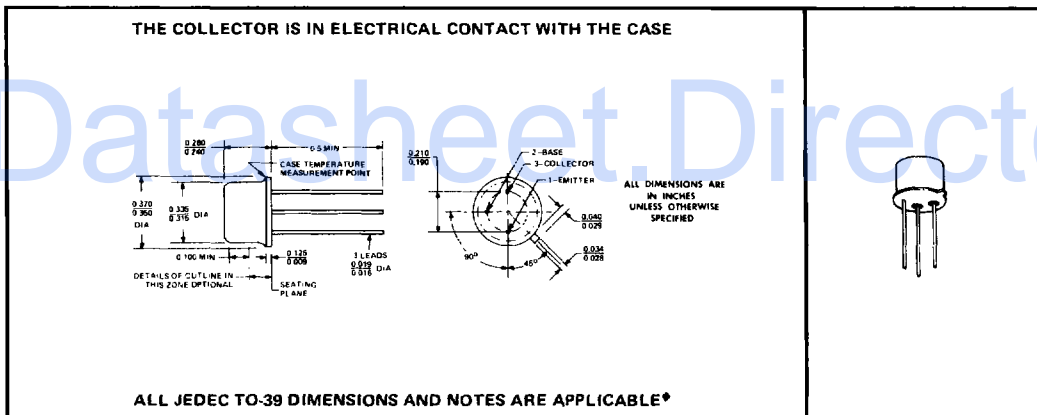 THE COLLECTOR IS IN ELECTRICAL CONTACT WITH THE CASE
Datasheet.Direct
0.280
0.240
0.5 MIN
CASE TEMPERATURE
MEASUREMENT POINT
0.370
0.350
DIA
0.335
0.315 DIA
0.100 MIN
0.125
0.009
3 LEADS
0.019
0.016 DIA
DETAILS OF OUTLINE IN
THIS ZONE OPTIONAL
SEATING
PLANE
0.210
0.190
2-BASE
3-COLLECTOR
1-EMITTER
0.040
0.029
0.034
0.028
90°
45°
ALL DIMENSIONS ARE
IN INCHES
UNLESS OTHERWISE
SPECIFIED
ALL JEDEC TO-39 DIMENSIONS AND NOTES ARE APPLICABLE*